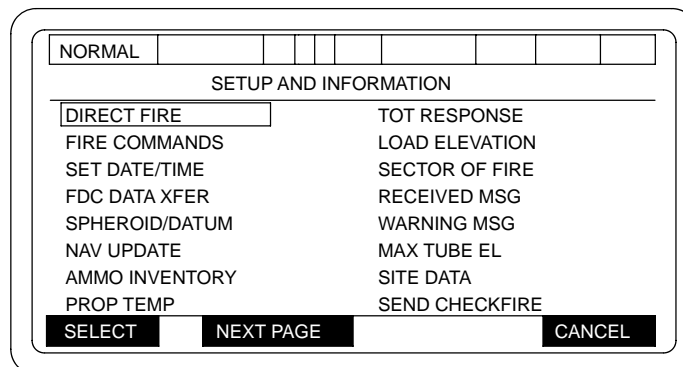 NORMAL
SETUP AND INFORMATION
DIRECT FIRE
FIRE COMMANDS
SET DATE/TIME
FDC DATA XFER
SPHEROID/DATUM
NAV UPDATE
AMMO INVENTORY
PROP TEMP
TOT RESPONSE
LOAD ELEVATION
SECTOR OF FIRE
RECEIVED MSG
WARNING MSG
MAX TUBE EL
SITE DATA
SEND CHECKFIRE
SELECT NEXT PAGE CANCEL